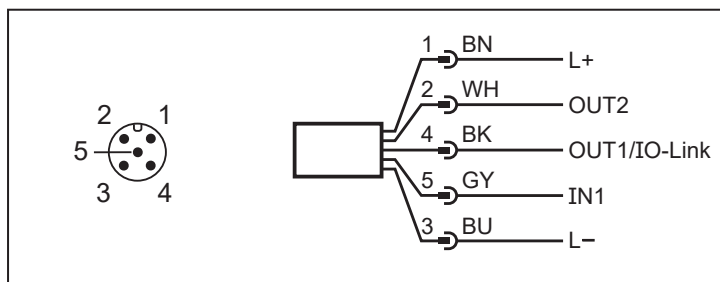 1 BN
L+
2 WH
OUT2
4 BK
OUT1/IO-Link
5 GY
IN1
3 BU
L−
2 1
5
3 4